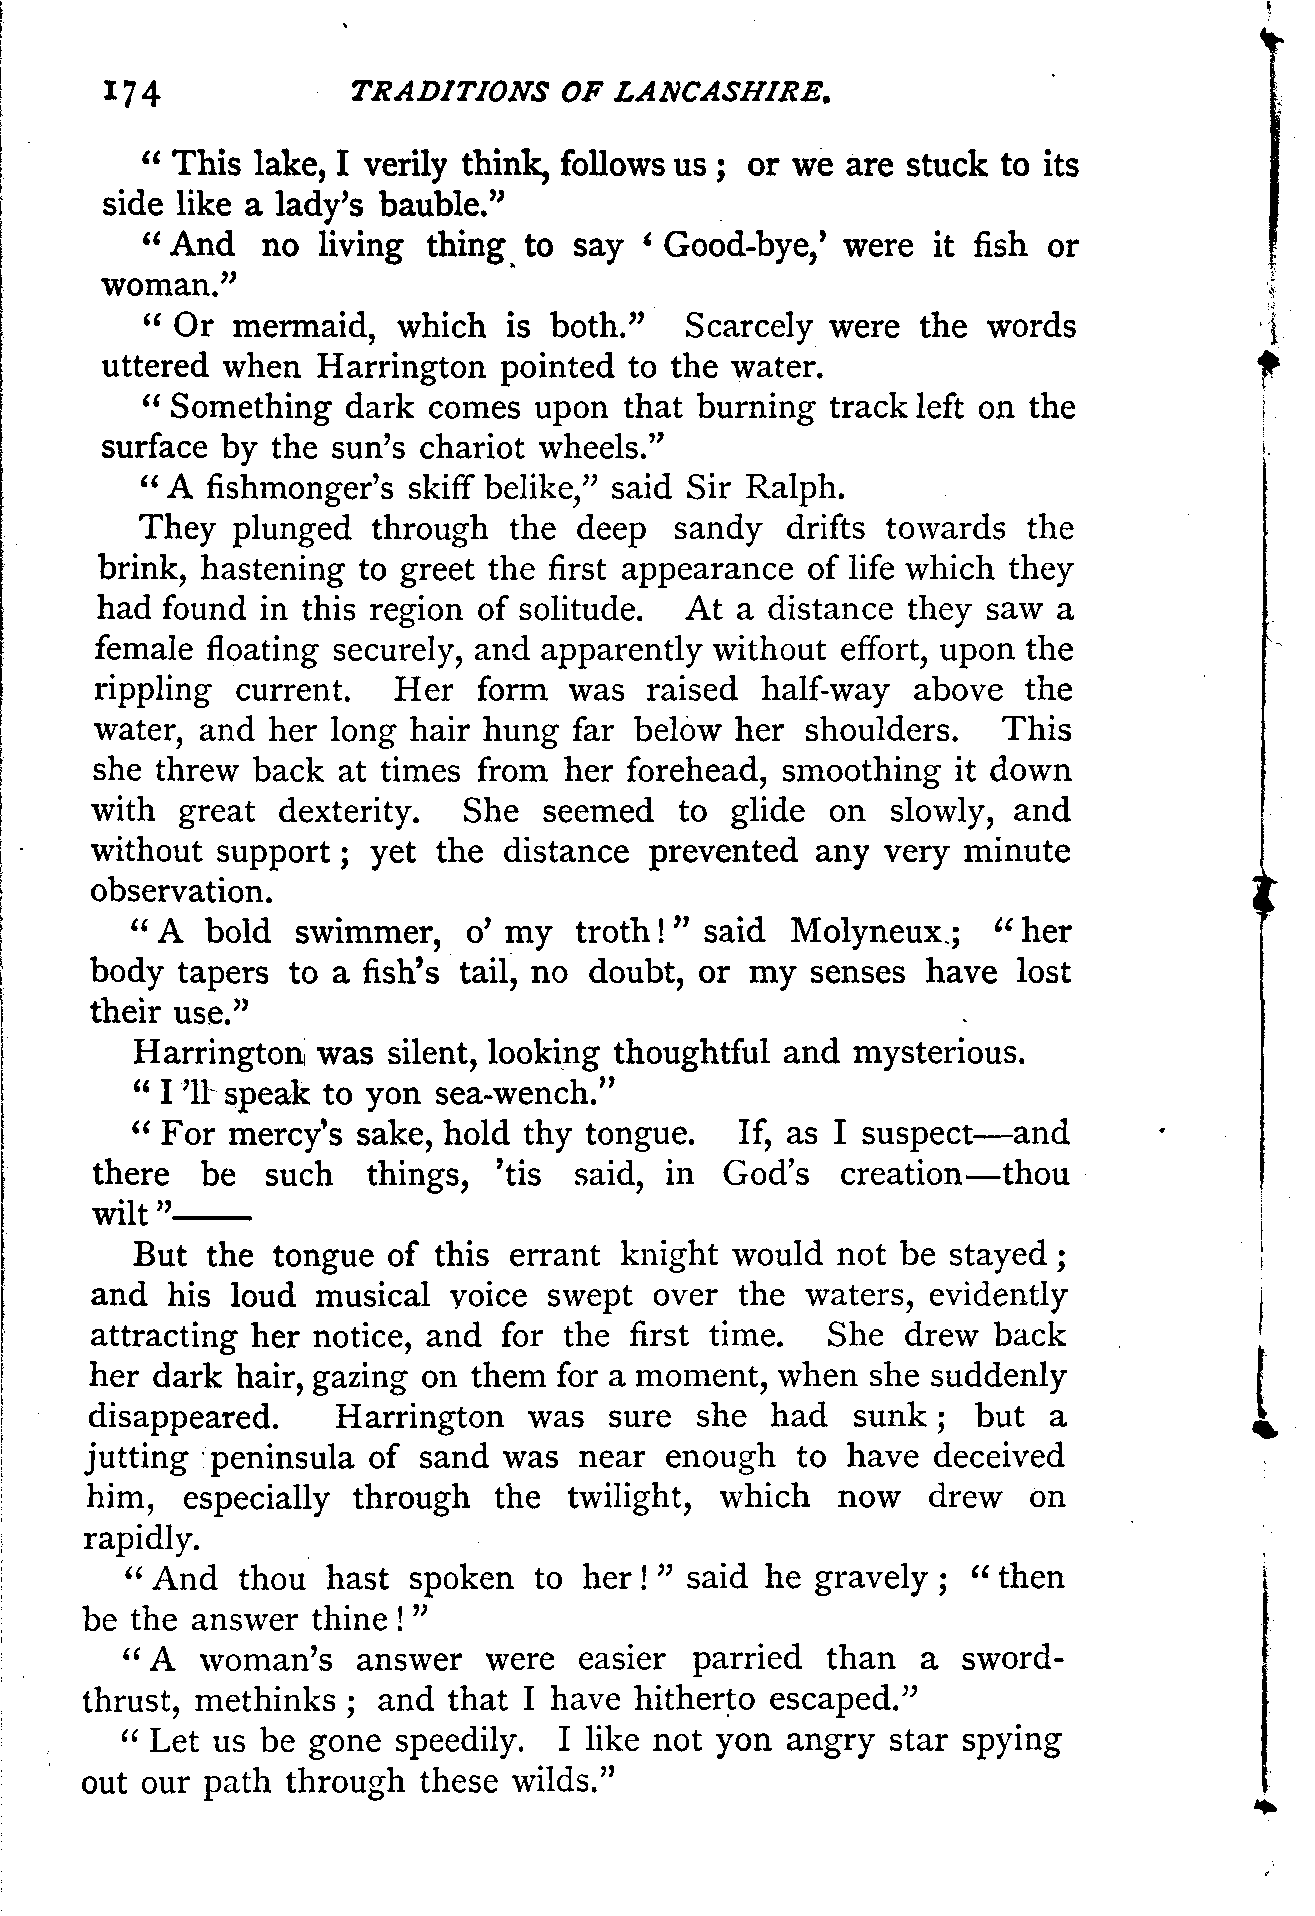 174 TRADITIONS OF LANCASHIRE.
“ This lake, I verily think, follows us ; or we are stuck to its
side like a lady’s bauble.”
“ And no living thing to say ‘ Good-bye,’ were it fish or
woman.”
“ Or mermaid, which is both.” Scarcely were the words
uttered when Harrington pointed to the water.
“ Something dark comes upon that burning track left on the
surface by the sun’s chariot wheels.”
“ A fishmonger’s skiff belike,” said Sir Ralph.
They plunged through the deep sandy drifts towards the
brink, hastening to greet the first appearance of life which they
had found in this region of solitude. At a distance they saw a
female floating securely, and apparently without effort, upon the
rippling current. Her form was raised half-way above the
water, and her long hair hung far below her shoulders. This
she threw back at times from her forehead, smoothing it down
with great dexterity. She seemed to glide on slowly, and
without support ; yet the distance prevented any very minute
observation.
“ A bold swimmer, o’ my troth ! ” said Molyneux ; “ her
body tapers to a fish’s tail, no doubt, or my senses have lost
their use.”
Harrington was silent, looking thoughtful and mysterious.
“ I ’ll speak to yon sea-wench.”
“ For mercy’s sake, hold thy tongue. If, as I suspect—and
there be such things, ’tis said, in God’s creation—thou
wilt ”——
But the tongue of this errant knight would not be stayed ;
and his loud musical voice swept over the waters, evidently
attracting her notice, and for the first time. She drew back
her dark hair, gazing on them for a moment, when she suddenly
disappeared. Harrington was sure she had sunk ; but a
jutting peninsula of sand was near enough to have deceived
him, especially through the twilight, which now drew on
rapidly.
“ And thou hast spoken to her ! ” said he gravely ; “ then
be the answer thine ! ”
“ A woman’s answer were easier parried than a sword-
thrust, methinks ; and that I have hitherto escaped.”
“ Let us be gone speedily. I like not yon angry star spying
out our path through these wilds.”